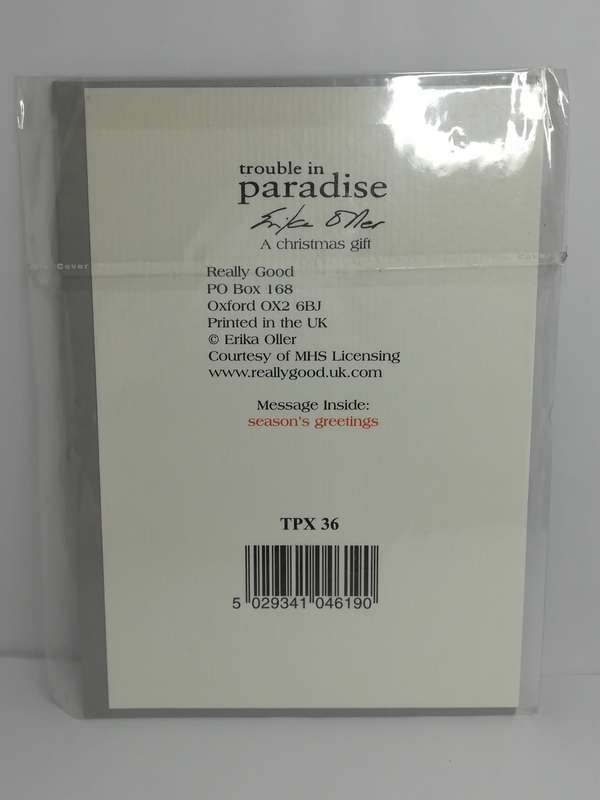 trouble in
paradise
Erika Oller
A christmas gift
Cover
Really Good
PO Box 168
Oxford OX2 6BJ
Printed in the UK
© Erika Oller
Courtesy of MHS Licensing
www.reallygood.uk.com
Message Inside:
season's greetings
TPX 36
5 029341 046190